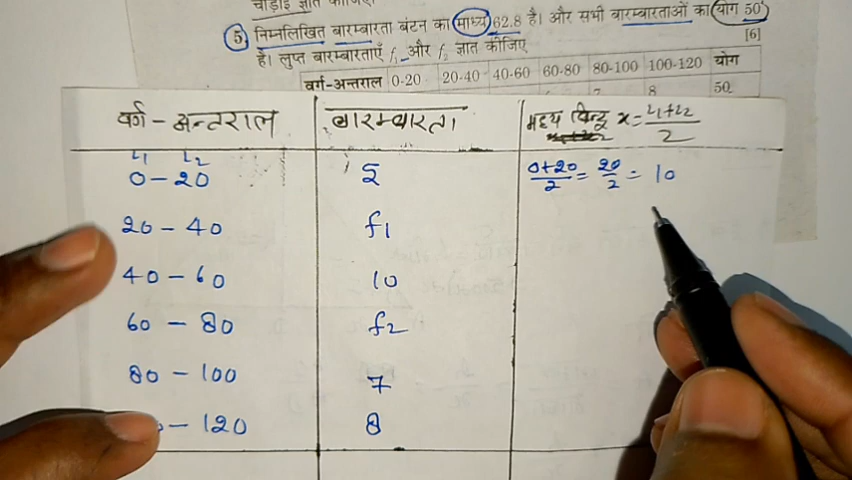 चौड़ाई ज्ञात कीजिए
5 निम्नलिखित बारम्बारता बंटन का माध्य 62.8 है। और सभी बारम्बारताओं का योग 50
है। लुप्त बारम्बारताएँ f₁ और f₂ ज्ञात कीजिए [6]
वर्ग-अन्तराल 0-20 20-40 40-60 60-80 80-100 100-120 योग
7 8 50
वर्ग - अन्तराल बारम्बारता मध्य बिन्दु x = L1+L2 / 2
L1 L2
0 - 20 5 0+20/2 = 20/2 = 10
20 - 40 f1
40 - 60 10
60 - 80 f2
80 - 100 7
- 120 8